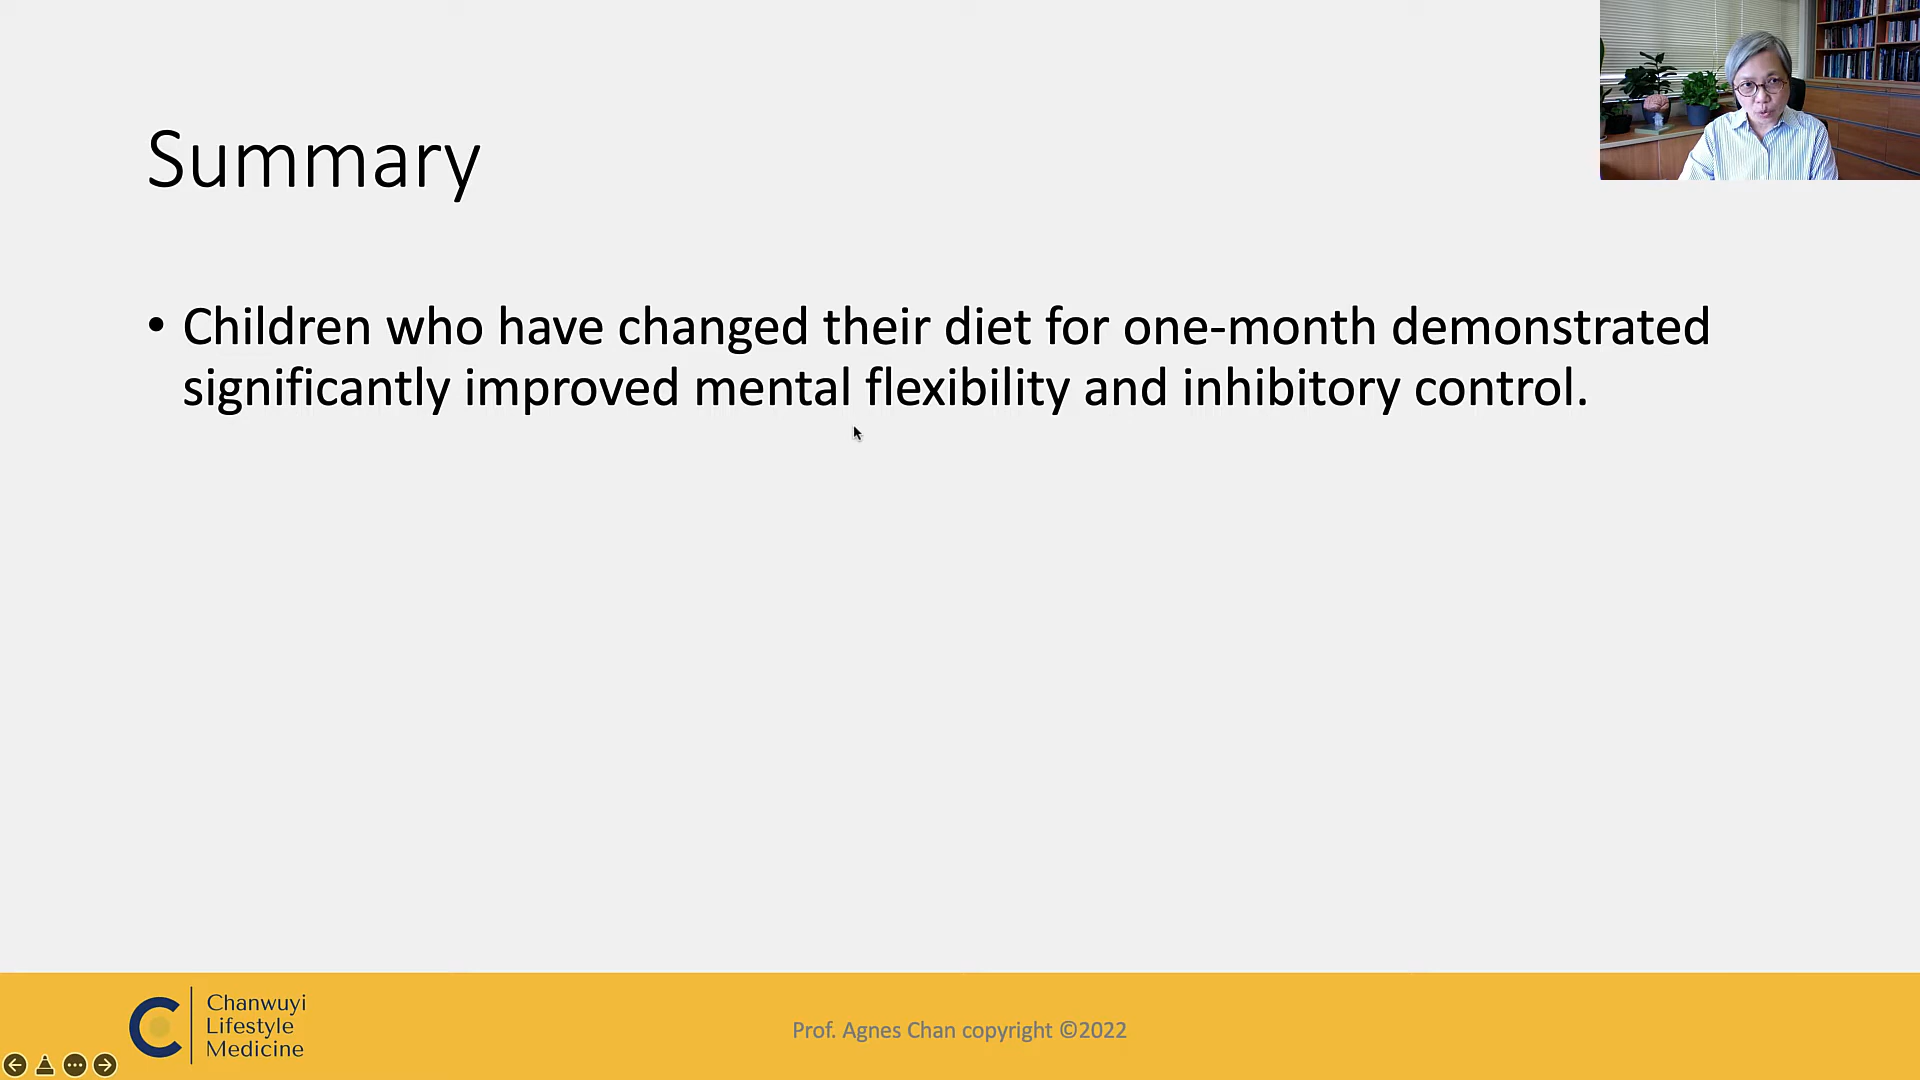 Summary
• Children who have changed their diet for one-month demonstrated
significantly improved mental flexibility and inhibitory control.
Chanwuyi
Lifestyle
Medicine
Prof. Agnes Chan copyright ©2022